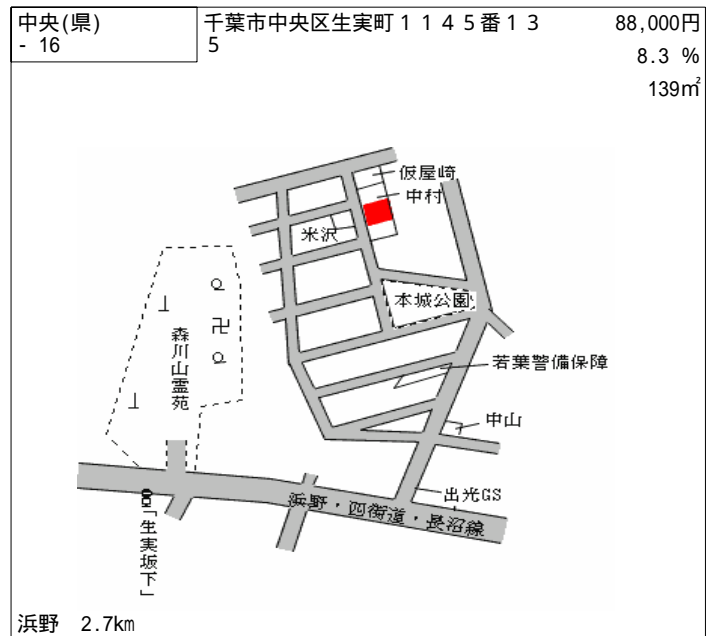 中央(県)
- 16
千葉市中央区生実町１１４５番１３
5
88,000円
8.3 %
139㎡
仮屋崎
中村
米沢
本城公園
森川山霊苑
卍
若葉警備保障
中山
出光GS
浜野・四街道・長沼線
「生実坂下」
浜野 2.7km